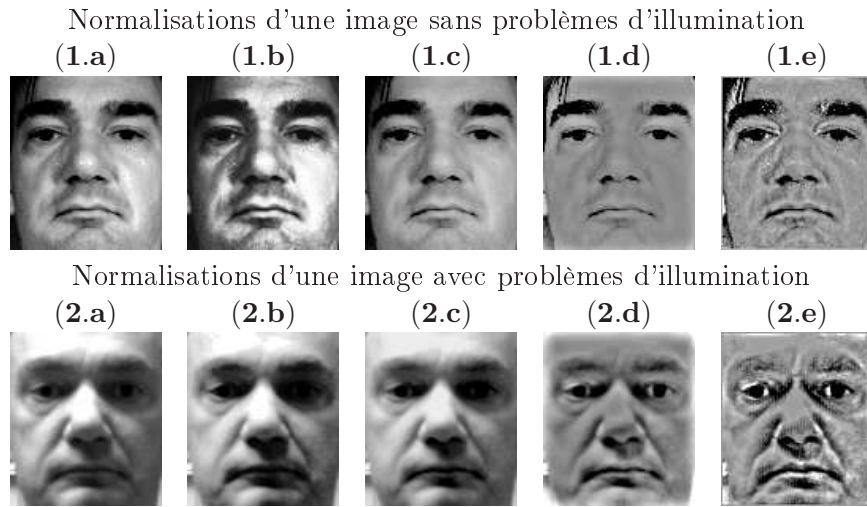 Normalisations d'une image sans problèmes d'illumination
(1.a) (1.b) (1.c) (1.d) (1.e)
Normalisations d'une image avec problèmes d'illumination
(2.a) (2.b) (2.c) (2.d) (2.e)